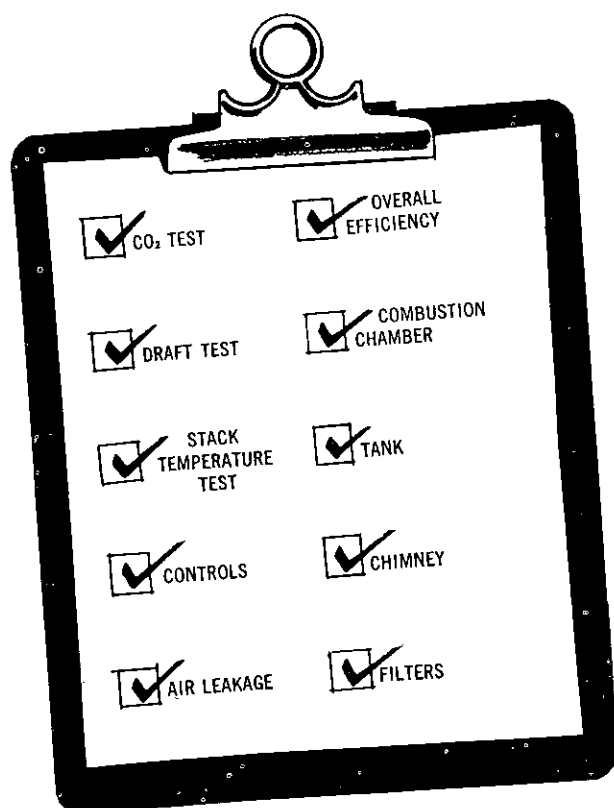 CO₂ TEST
DRAFT TEST
STACK
TEMPERATURE
TEST
CONTROLS
AIR LEAKAGE
OVERALL
EFFICIENCY
COMBUSTION
CHAMBER
TANK
CHIMNEY
FILTERS